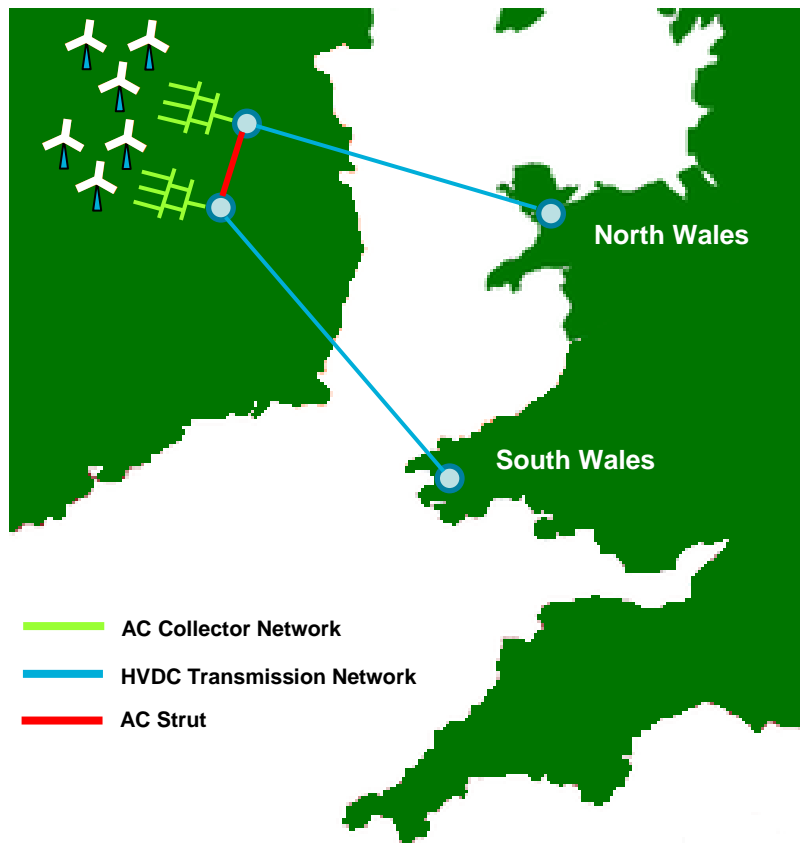 North Wales
South Wales
AC Collector Network
HVDC Transmission Network
AC Strut